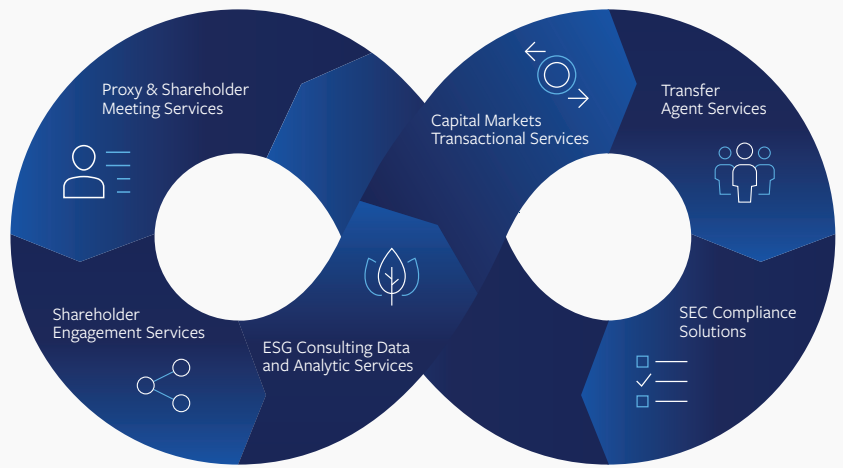 Proxy & Shareholder
Meeting Services
Capital Markets
Transactional Services
Transfer
Agent Services
Shareholder
Engagement Services
ESG Consulting Data
and Analytic Services
SEC Compliance
Solutions